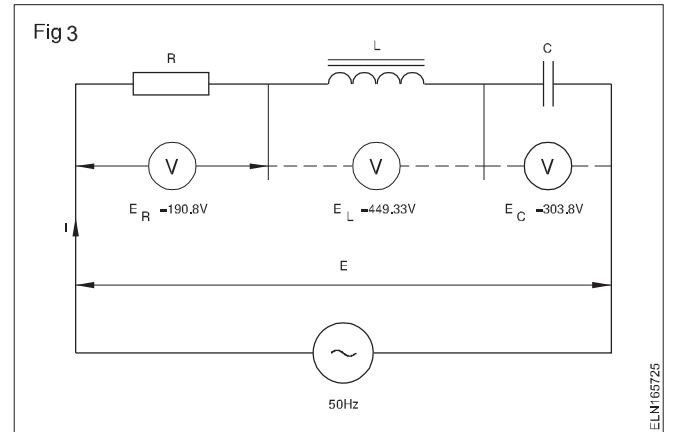 Fig 3
R
L
C
V
V
V
E R =190.8V
E L =449.33V
E C =303.8V
I
E
50Hz
ELN165725